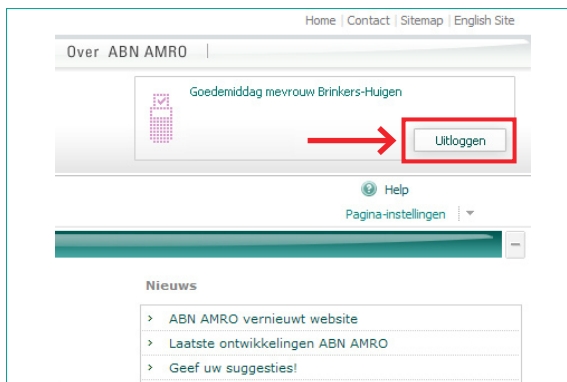 Home | Contact | Sitemap | English Site
Over ABN AMRO
Goedemiddag mevrouw Brinkers-Huigen
Uitloggen
Help
Pagina-instellingen
Nieuws
ABN AMRO vernieuwt website
Laatste ontwikkelingen ABN AMRO
Geef uw suggesties!